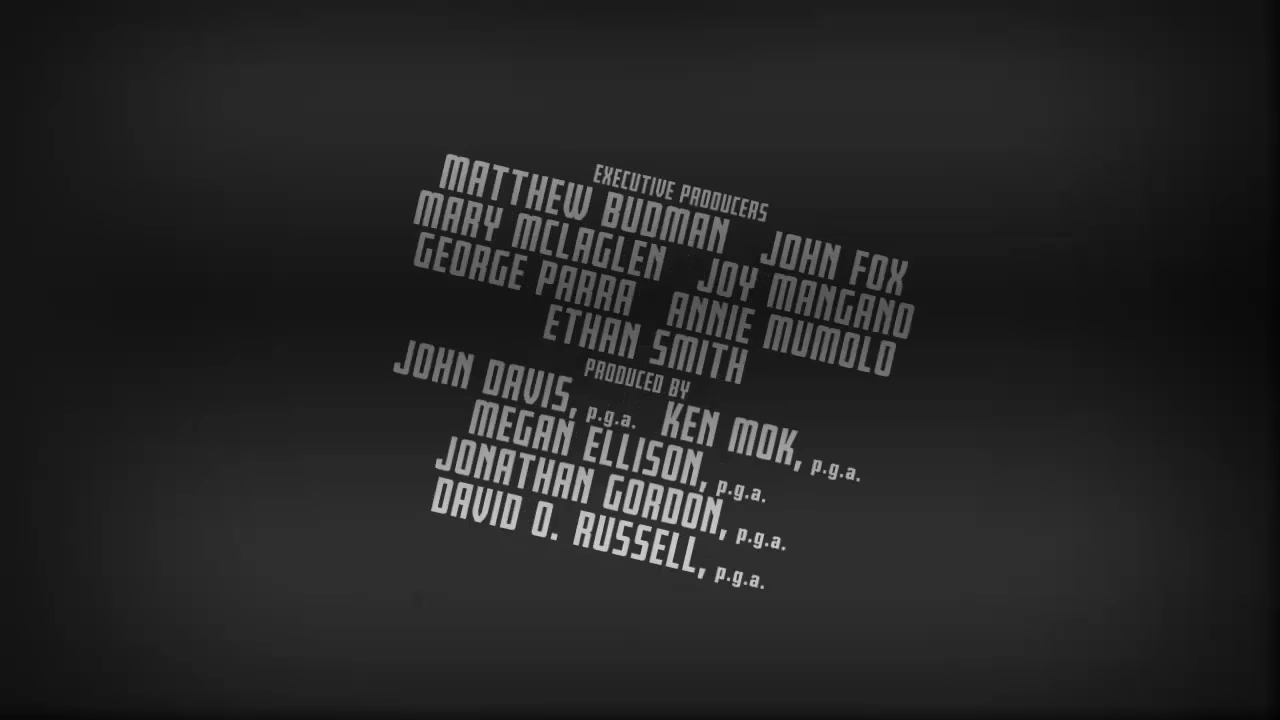 EXECUTIVE PRODUCERS
MATTHEW BUDMAN JOHN FOX
MARY MCLAGLEN JOY MANGANO
GEORGE PARRA ANNIE MUMOLO
ETHAN SMITH
PRODUCED BY
JOHN DAVIS, p.g.a. KEN MOK, p.g.a.
MEGAN ELLISON, p.g.a.
JONATHAN GORDON, p.g.a.
DAVID O. RUSSELL, p.g.a.